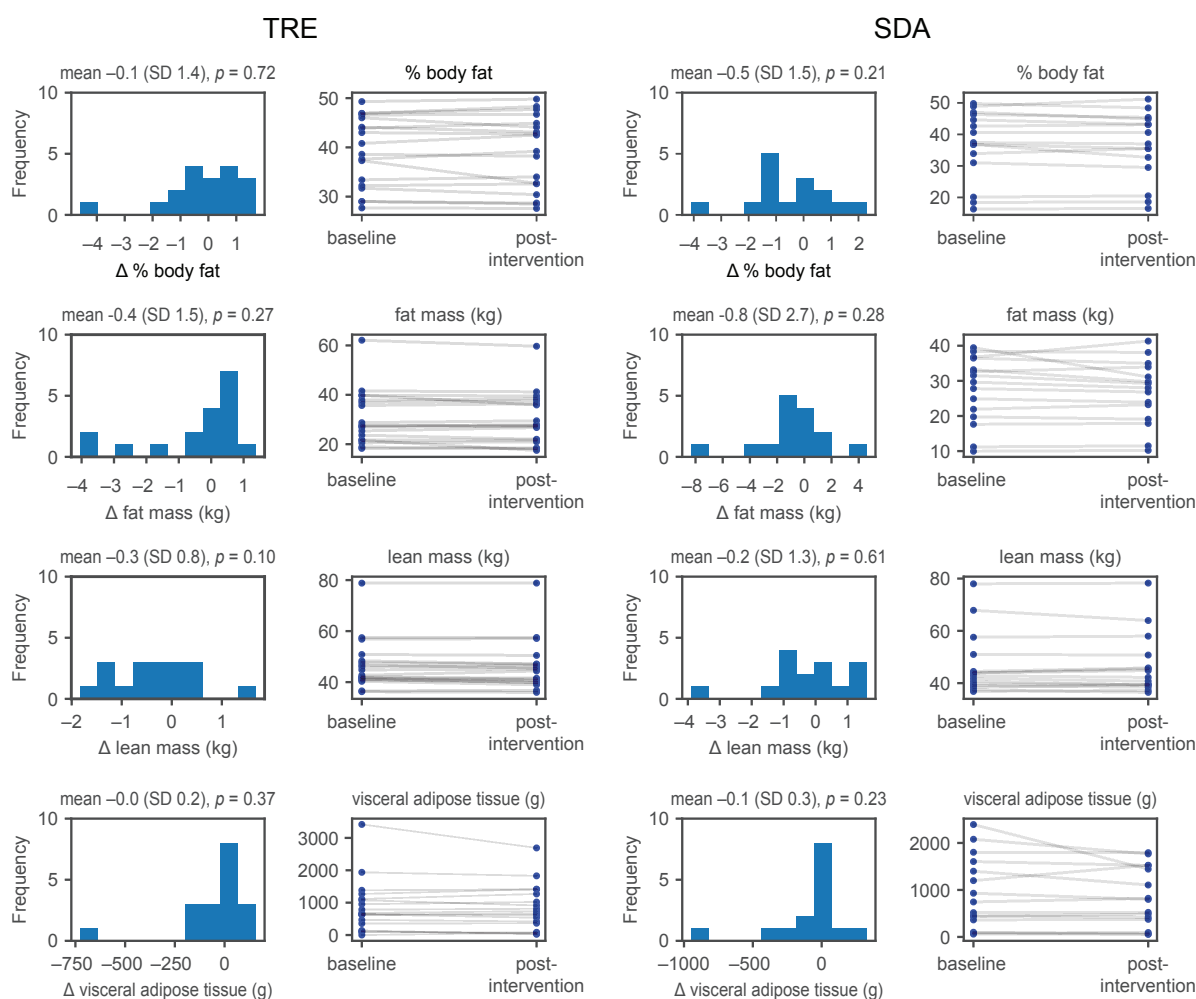 TRE
SDA
mean –0.1 (SD 1.4), p = 0.72
10
5
0
Frequency
–4 –3 –2 –1 0 1
Δ % body fat
% body fat
50
40
30
baseline
post-
intervention
mean –0.5 (SD 1.5), p = 0.21
10
5
0
Frequency
–4 –3 –2 –1 0 1 2
Δ % body fat
% body fat
50
40
30
20
baseline
post-
intervention
mean -0.4 (SD 1.5), p = 0.27
10
5
0
Frequency
–4 –3 –2 –1 0 1
Δ fat mass (kg)
fat mass (kg)
60
40
20
baseline
post-
intervention
mean -0.8 (SD 2.7), p = 0.28
10
5
0
Frequency
–8 –6 –4 –2 0 2 4
Δ fat mass (kg)
fat mass (kg)
40
30
20
10
baseline
post-
intervention
mean –0.3 (SD 0.8), p = 0.10
10
5
0
Frequency
–2 –1 0 1
Δ lean mass (kg)
lean mass (kg)
80
60
40
baseline
post-
intervention
mean –0.2 (SD 1.3), p = 0.61
10
5
0
Frequency
–4 –3 –2 –1 0 1
Δ lean mass (kg)
lean mass (kg)
80
60
40
baseline
post-
intervention
mean –0.0 (SD 0.2), p = 0.37
10
5
0
Frequency
–750 –500 –250 0
Δ visceral adipose tissue (g)
visceral adipose tissue (g)
3000
2000
1000
0
baseline
post-
intervention
mean –0.1 (SD 0.3), p = 0.23
10
5
0
Frequency
–1000 –500 0
Δ visceral adipose tissue (g)
visceral adipose tissue (g)
2000
1000
0
baseline
post-
intervention